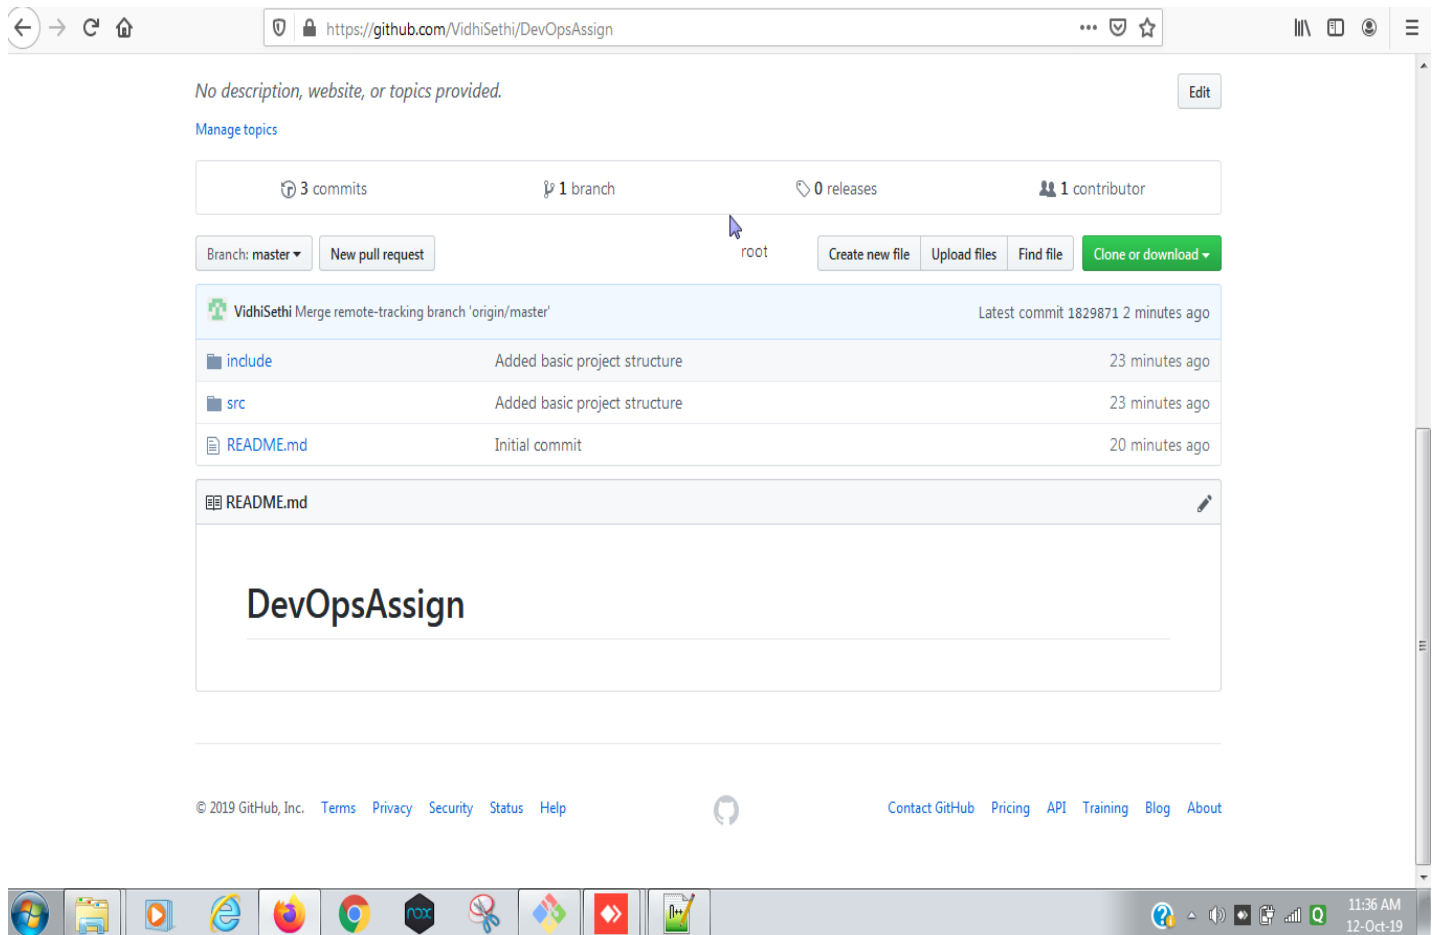 https://github.com/VidhiSethi/DevOpsAssign
No description, website, or topics provided.
Edit
Manage topics
3 commits
1 branch
0 releases
1 contributor
Branch: master
New pull request
root
Create new file
Upload files
Find file
Clone or download
VidhiSethi Merge remote-tracking branch 'origin/master'
Latest commit 1829871 2 minutes ago
include
Added basic project structure
23 minutes ago
src
Added basic project structure
23 minutes ago
README.md
Initial commit
20 minutes ago
README.md
DevOpsAssign
© 2019 GitHub, Inc.
Terms
Privacy
Security
Status
Help
Contact GitHub
Pricing
API
Training
Blog
About
nox
n++
Q
11:36 AM
12-Oct-19